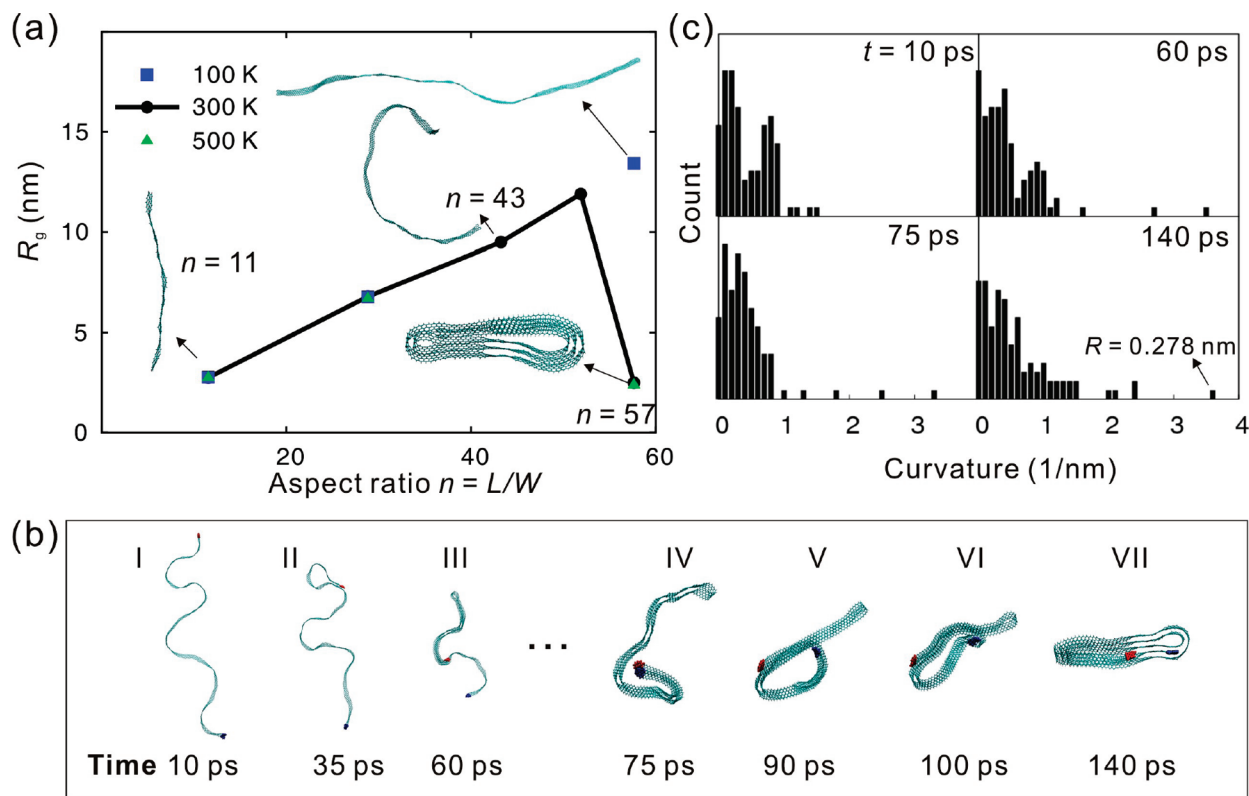 (a)
100 K
300 K
500 K
n = 11
n = 43
n = 57
15
10
5
0
Rg (nm)
20
40
60
Aspect ratio n = L/W
(c)
t = 10 ps
60 ps
75 ps
140 ps
R = 0.278 nm
Count
0 1 2 3 0 1 2 3 4
Curvature (1/nm)
(b)
I II III IV V VI VII
...
Time 10 ps 35 ps 60 ps 75 ps 90 ps 100 ps 140 ps